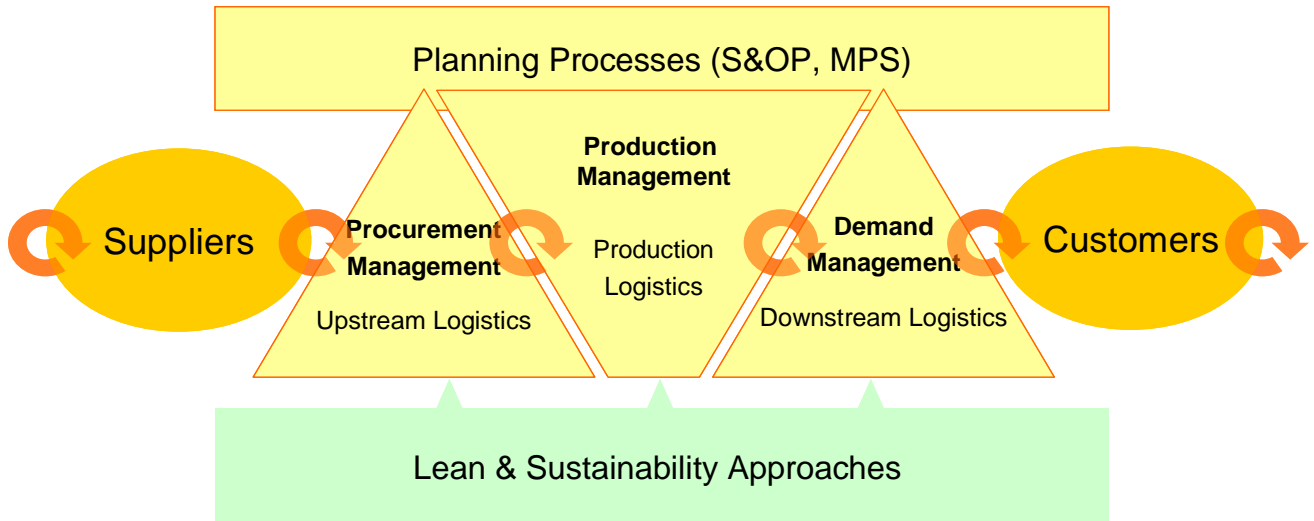 Planning Processes (S&OP, MPS)
Production
Management
Suppliers
Procurement
Management
Upstream Logistics
Production
Logistics
Demand
Management
Downstream Logistics
Customers
Lean & Sustainability Approaches